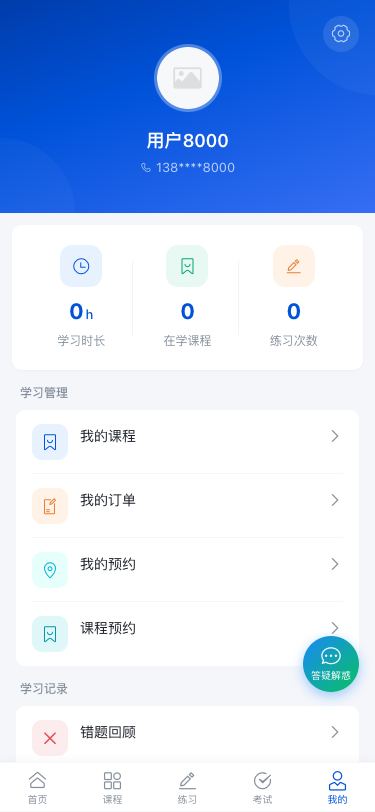 用户8000
138****8000
0 h
0
0
学习时长
在学课程
练习次数
学习管理
我的课程
我的订单
我的预约
课程预约
答疑解惑
学习记录
错题回顾
首页
课程
练习
考试
我的